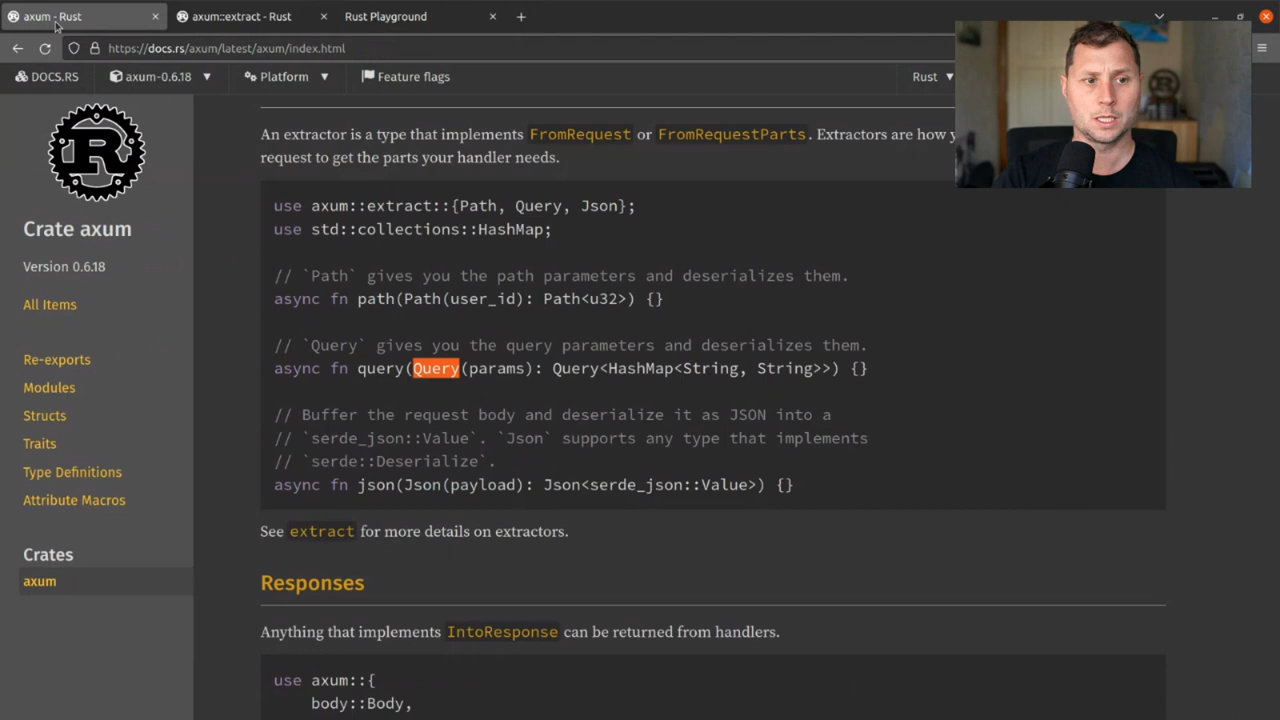 axum - Rust
axum::extract - Rust
Rust Playground
https://docs.rs/axum/latest/axum/index.html
DOCS.RS
axum-0.6.18
Platform
Feature flags
Rust
Crate axum
Version 0.6.18
All Items
Re-exports
Modules
Structs
Traits
Type Definitions
Attribute Macros
Crates
axum
An extractor is a type that implements FromRequest or FromRequestParts. Extractors are how
request to get the parts your handler needs.
use axum::extract::{Path, Query, Json};
use std::collections::HashMap;
// `Path` gives you the path parameters and deserializes them.
async fn path(Path(user_id): Path<u32>) {}
// `Query` gives you the query parameters and deserializes them.
async fn query(Query(params): Query<HashMap<String, String>>) {}
// Buffer the request body and deserialize it as JSON into a
// `serde_json::Value`. `Json` supports any type that implements
// `serde::Deserialize`.
async fn json(Json(payload): Json<serde_json::Value>) {}
See extract for more details on extractors.
Responses
Anything that implements IntoResponse can be returned from handlers.
use axum::{
body::Body,